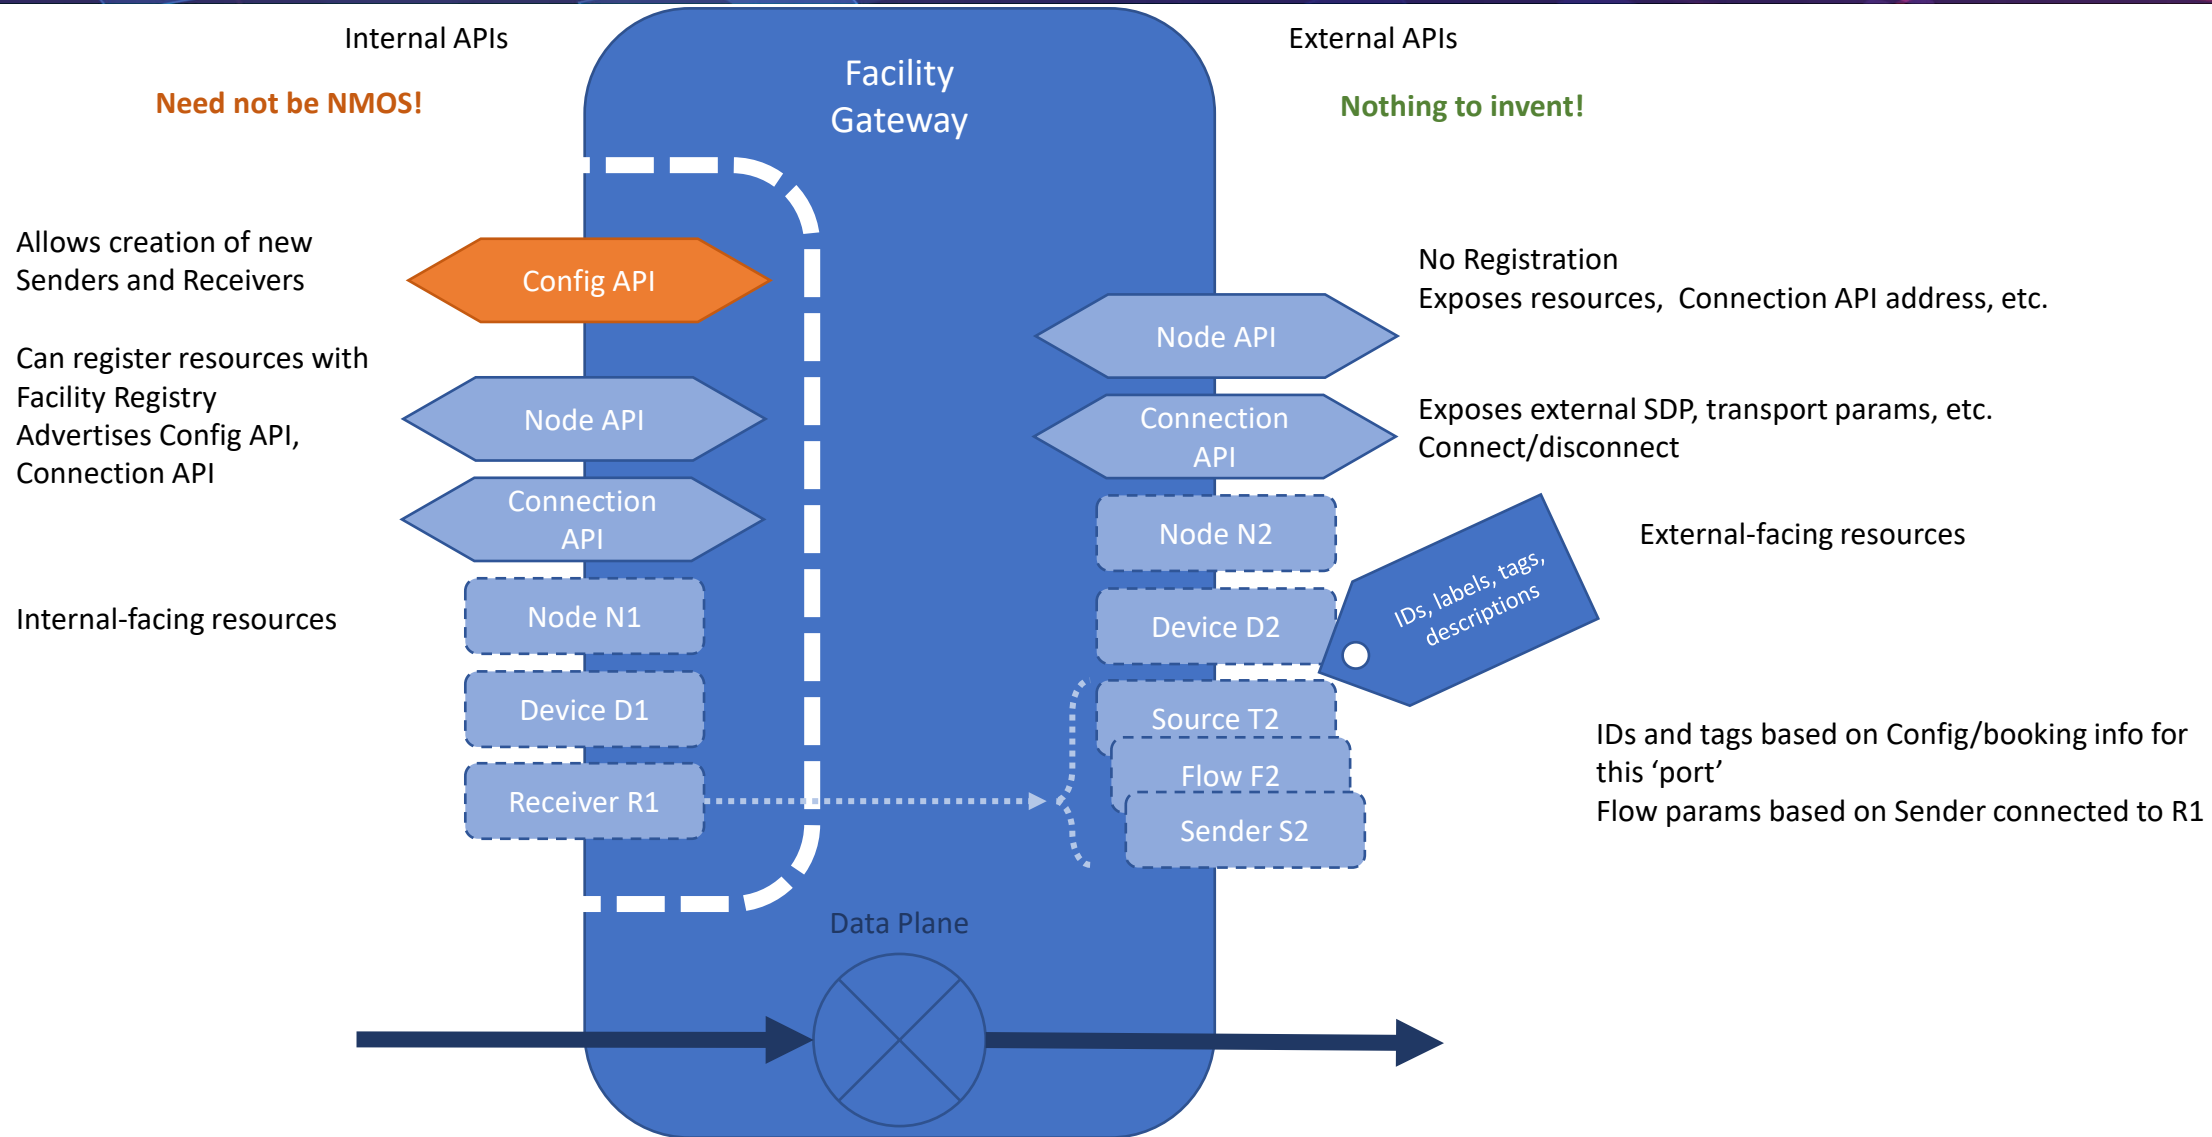 Internal APIs
Need not be NMOS!
Facility
Gateway
External APIs
Nothing to invent!
Allows creation of new
Senders and Receivers
Config API
Can register resources with
Facility Registry
Advertises Config API,
Connection API
Node API
Connection
API
Internal-facing resources
Node N1
Device D1
Receiver R1
No Registration
Exposes resources,  Connection API address, etc.
Node API
Exposes external SDP, transport params, etc.
Connect/disconnect
Connection
API
Node N2
External-facing resources
Device D2
IDs, labels, tags,
descriptions
Source T2
Flow F2
Sender S2
IDs and tags based on Config/booking info for
this ‘port’
Flow params based on Sender connected to R1
Data Plane